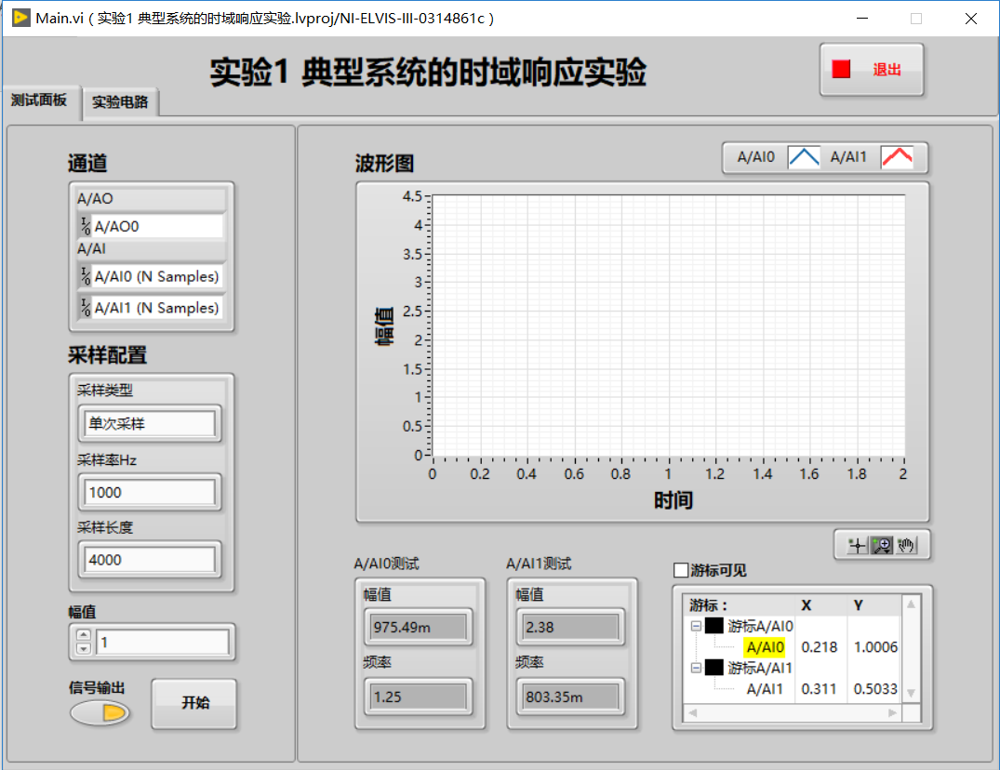 Main.vi ( 实验1 典型系统的时域响应实验.lvproj/NI-ELVIS-III-0314861c )
实验1 典型系统的时域响应实验
退出
测试面板
实验电路
通道
A/AO
A/AO0
A/AI
A/AI0 (N Samples)
A/AI1 (N Samples)
采样配置
采样类型
单次采样
采样率Hz
1000
采样长度
4000
幅值
1
信号输出
开始
波形图
A/AI0
A/AI1
4.5
4
3.5
3
2.5
2
1.5
1
0.5
0
幅值
0 0.2 0.4 0.6 0.8 1 1.2 1.4 1.6 1.8 2
时间
A/AI0测试
幅值
975.49m
频率
1.25
A/AI1测试
幅值
2.38
频率
803.35m
游标可见
游标： X Y
游标A/AI0
A/AI0 0.218 1.0006
游标A/AI1
A/AI1 0.311 0.5033